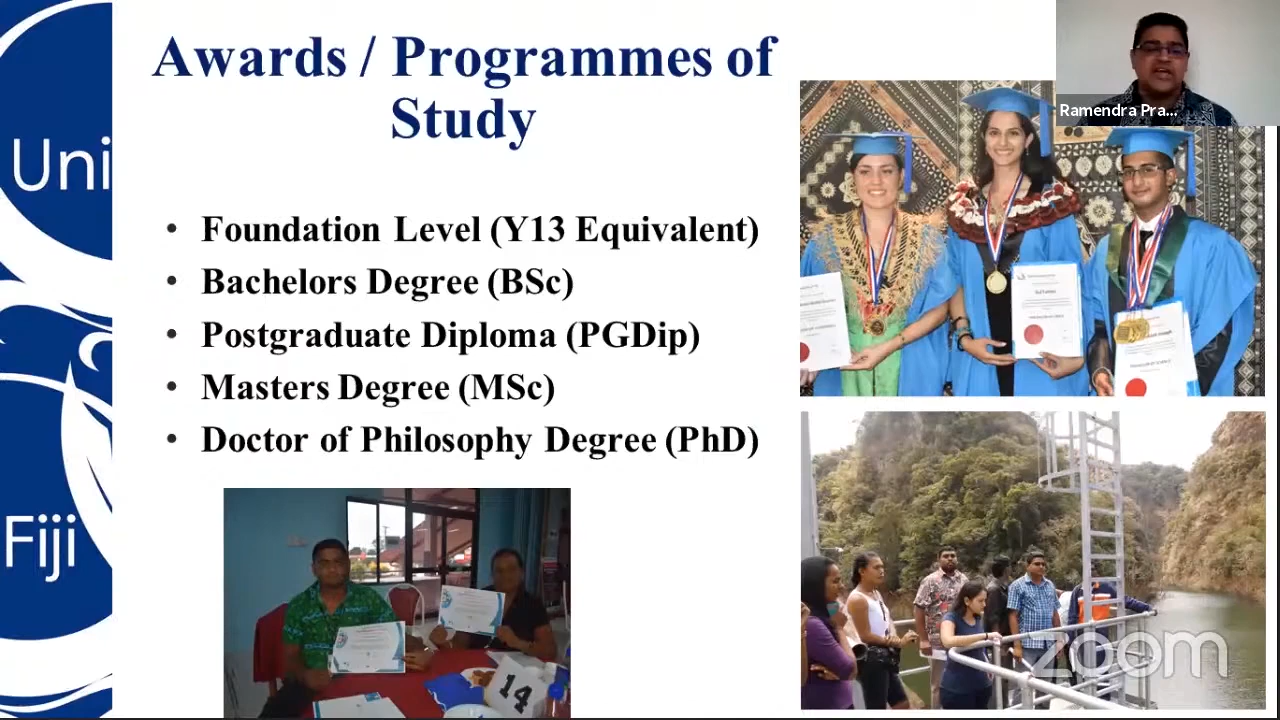 Awards / Programmes of
Study
Uni
Fiji
• Foundation Level (Y13 Equivalent)
• Bachelors Degree (BSc)
• Postgraduate Diploma (PGDip)
• Masters Degree (MSc)
• Doctor of Philosophy Degree (PhD)
Ramendra Pra...
14
zoom